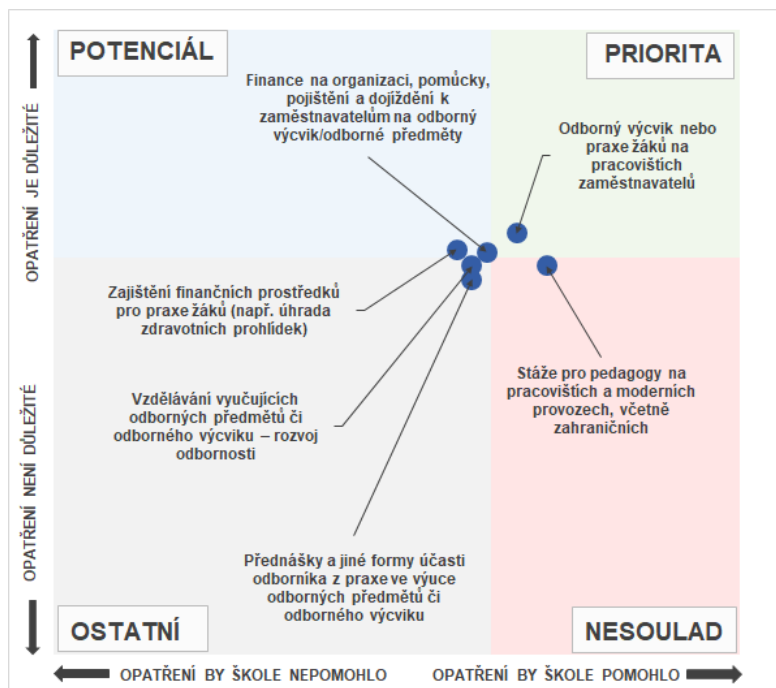 POTENCIÁL
PRIORITA
Finance na organizaci, pomůcky,
pojištění a dojíždění k
zaměstnavatelům na odborný
výcvik/odborné předměty
Odborný výcvik nebo
praxe žáků na
pracovištích
zaměstnavatelů
OPATŘENÍ JE DŮLEŽITÉ
Zajištění finančních prostředků
pro praxe žáků (např. úhrada
zdravotních prohlídek)
Stáže pro pedagogy na
pracovištích a moderních
provozech, včetně
zahraničních
Vzdělávání vyučujících
odborných předmětů či
odborného výcviku – rozvoj
odbornosti
OPATŘENÍ NENÍ DŮLEŽITÉ
Přednášky a jiné formy účasti
odborníka z praxe ve výuce
odborných předmětů či
odborného výcviku
OSTATNÍ
NESOULAD
OPATŘENÍ BY ŠKOLE NEPOMOHLO
OPATŘENÍ BY ŠKOLE POMOHLO